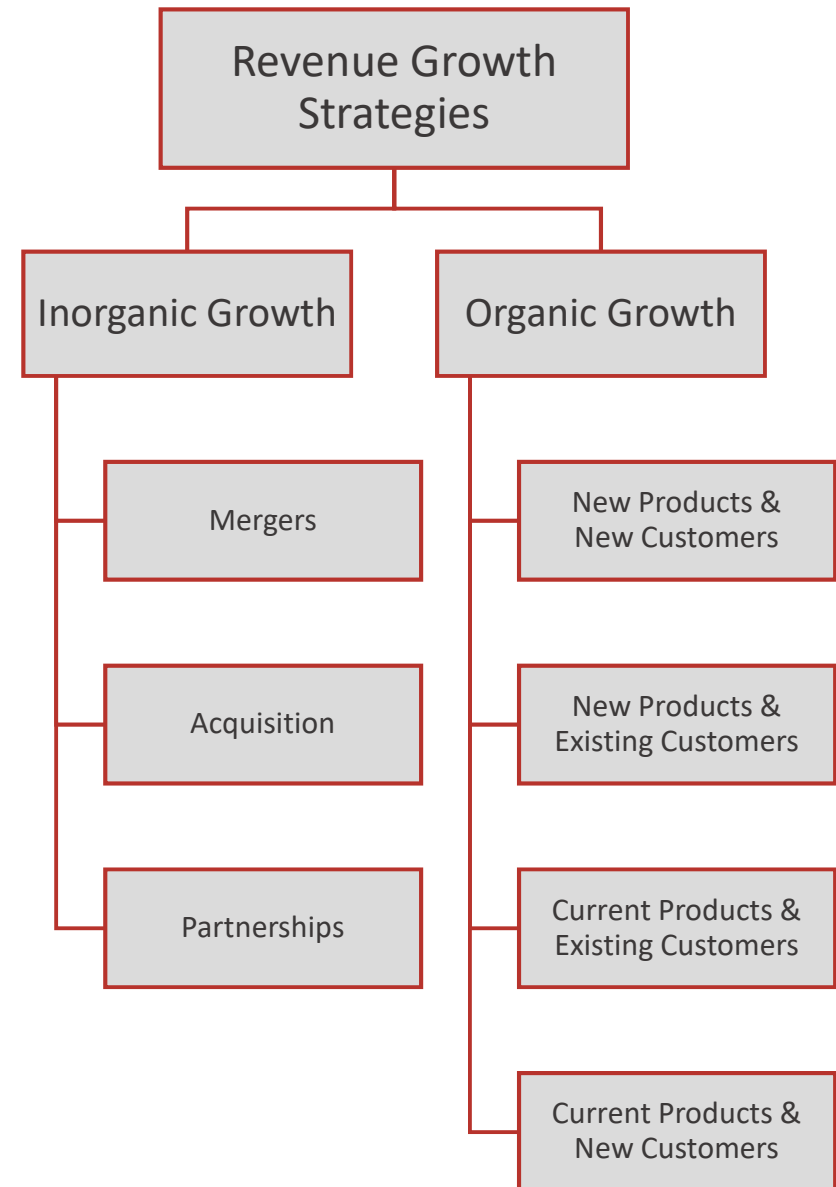 Revenue Growth
Strategies
Inorganic Growth
Organic Growth
Mergers
Acquisition
Partnerships
New Products &
New Customers
New Products &
Existing Customers
Current Products &
Existing Customers
Current Products &
New Customers